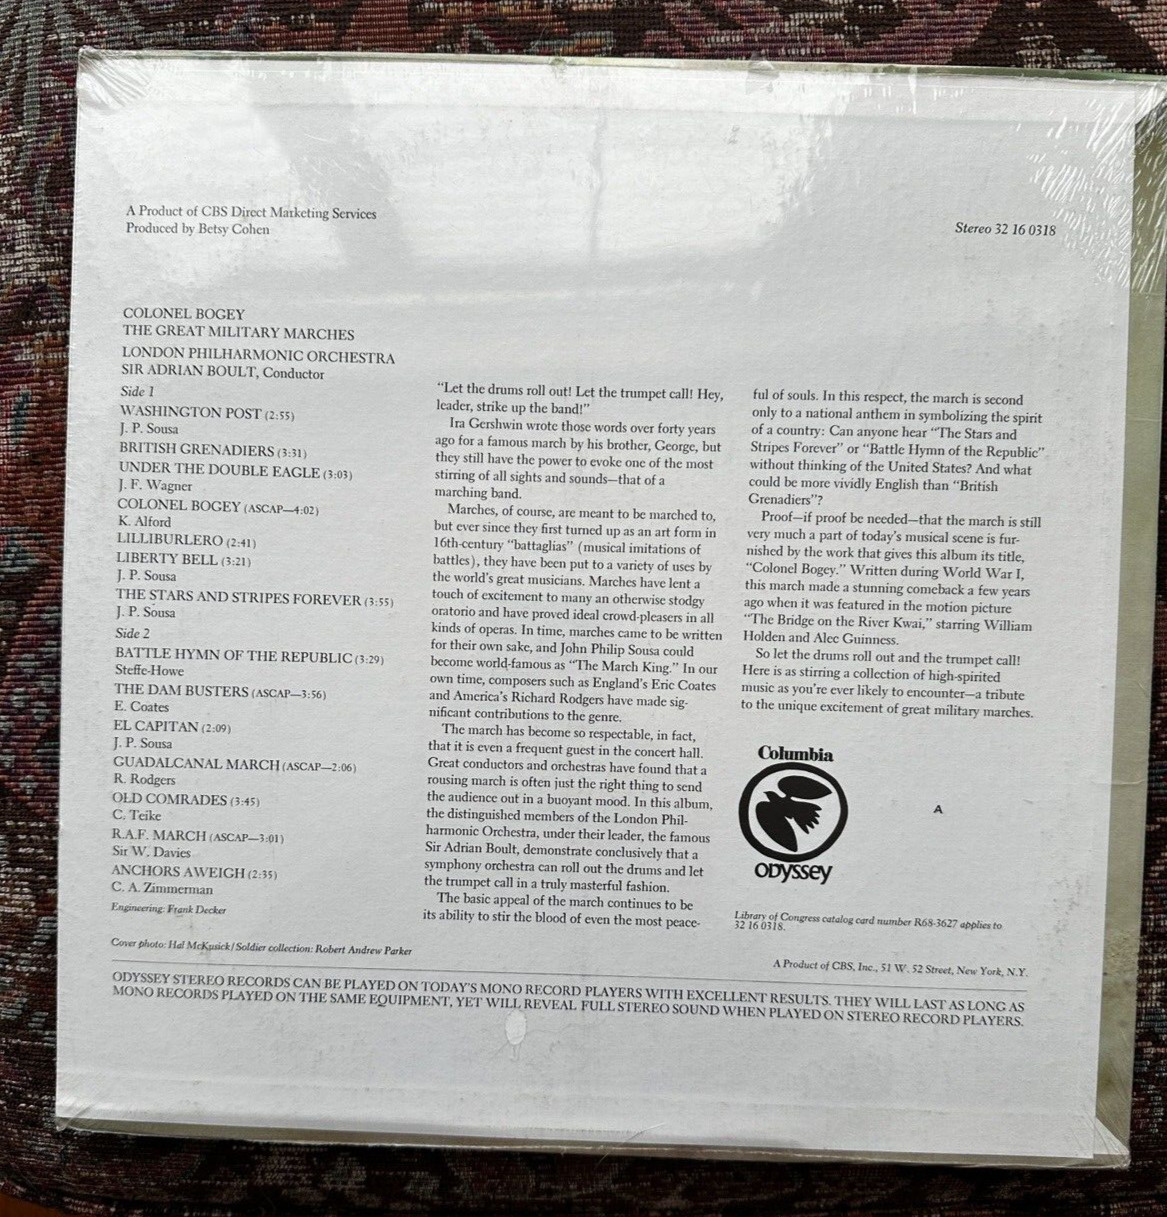 A Product of CBS Direct Marketing Services
Produced by Betsy Cohen
Stereo 32 16 0318
COLONEL BOGEY
THE GREAT MILITARY MARCHES
LONDON PHILHARMONIC ORCHESTRA
SIR ADRIAN BOULT, Conductor
Side 1
WASHINGTON POST (2:55)
J. P. Sousa
BRITISH GRENADIERS (3:31)
UNDER THE DOUBLE EAGLE (3:03)
J. F. Wagner
COLONEL BOGEY (ASCAP—4:02)
K. Alford
LILLIBURLERO (2:41)
LIBERTY BELL (3:21)
J. P. Sousa
THE STARS AND STRIPES FOREVER (3:55)
J. P. Sousa
Side 2
BATTLE HYMN OF THE REPUBLIC (3:29)
Steffe-Howe
THE DAM BUSTERS (ASCAP—3:56)
E. Coates
EL CAPITAN (2:09)
J. P. Sousa
GUADALCANAL MARCH (ASCAP—2:06)
R. Rodgers
OLD COMRADES (3:45)
C. Teike
R.A.F. MARCH (ASCAP—3:01)
Sir W. Davies
ANCHORS AWEIGH (2:35)
C. A. Zimmerman
Engineering: Frank Decker
Cover photo: Hal McKusick/Soldier collection: Robert Andrew Parker
“Let the drums roll out! Let the trumpet call! Hey,
leader, strike up the band!”
Ira Gershwin wrote those words over forty years
ago for a famous march by his brother, George, but
they still have the power to evoke one of the most
stirring of all sights and sounds—that of a
marching band.
Marches, of course, are meant to be marched to,
but ever since they first turned up as an art form in
16th-century “battaglias” (musical imitations of
battles), they have been put to a variety of uses by
the world's great musicians. Marches have lent a
touch of excitement to many an otherwise stodgy
oratorio and have proved ideal crowd-pleasers in all
kinds of operas. In time, marches came to be written
for their own sake, and John Philip Sousa could
become world-famous as “The March King.” In our
own time, composers such as England's Eric Coates
and America's Richard Rodgers have made sig-
nificant contributions to the genre.
The march has become so respectable, in fact,
that it is even a frequent guest in the concert hall.
Great conductors and orchestras have found that a
rousing march is often just the right thing to send
the audience out in a buoyant mood. In this album,
the distinguished members of the London Phil-
harmonic Orchestra, under their leader, the famous
Sir Adrian Boult, demonstrate conclusively that a
symphony orchestra can roll out the drums and let
the trumpet call in a truly masterful fashion.
The basic appeal of the march continues to be
its ability to stir the blood of even the most peace-
ful of souls. In this respect, the march is second
only to a national anthem in symbolizing the spirit
of a country: Can anyone hear “The Stars and
Stripes Forever” or “Battle Hymn of the Republic”
without thinking of the United States? And what
could be more vividly English than “British
Grenadiers”?
Proof—if proof be needed—that the march is still
very much a part of today's musical scene is fur-
nished by the work that gives this album its title,
“Colonel Bogey.” Written during World War I,
this march made a stunning comeback a few years
ago when it was featured in the motion picture
“The Bridge on the River Kwai,” starring William
Holden and Alec Guinness.
So let the drums roll out and the trumpet call!
Here is as stirring a collection of high-spirited
music as you're ever likely to encounter—a tribute
to the unique excitement of great military marches.
Columbia
ODYSSEY
A
Library of Congress catalog card number R68-3627 applies to
32 16 0318.
A Product of CBS, Inc., 51 W. 52 Street, New York, N.Y.
ODYSSEY STEREO RECORDS CAN BE PLAYED ON TODAY'S MONO RECORD PLAYERS WITH EXCELLENT RESULTS. THEY WILL LAST AS LONG AS
MONO RECORDS PLAYED ON THE SAME EQUIPMENT, YET WILL REVEAL FULL STEREO SOUND WHEN PLAYED ON STEREO RECORD PLAYERS.